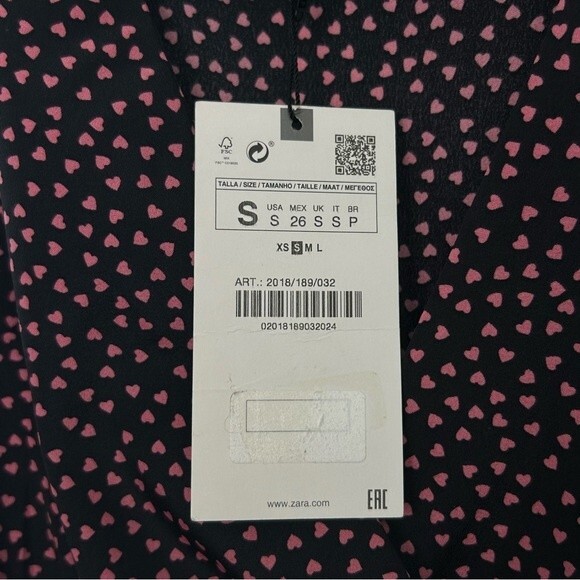 FSC
TALLA / SIZE / TAMANHO / TAILLE / MAAT / ΜΕΓΕΘΟΣ
S
USA MEX UK IT BR
S 26 S S P
XS S M L
ART.: 2018/189/032
02018189032024
www.zara.com
EAC